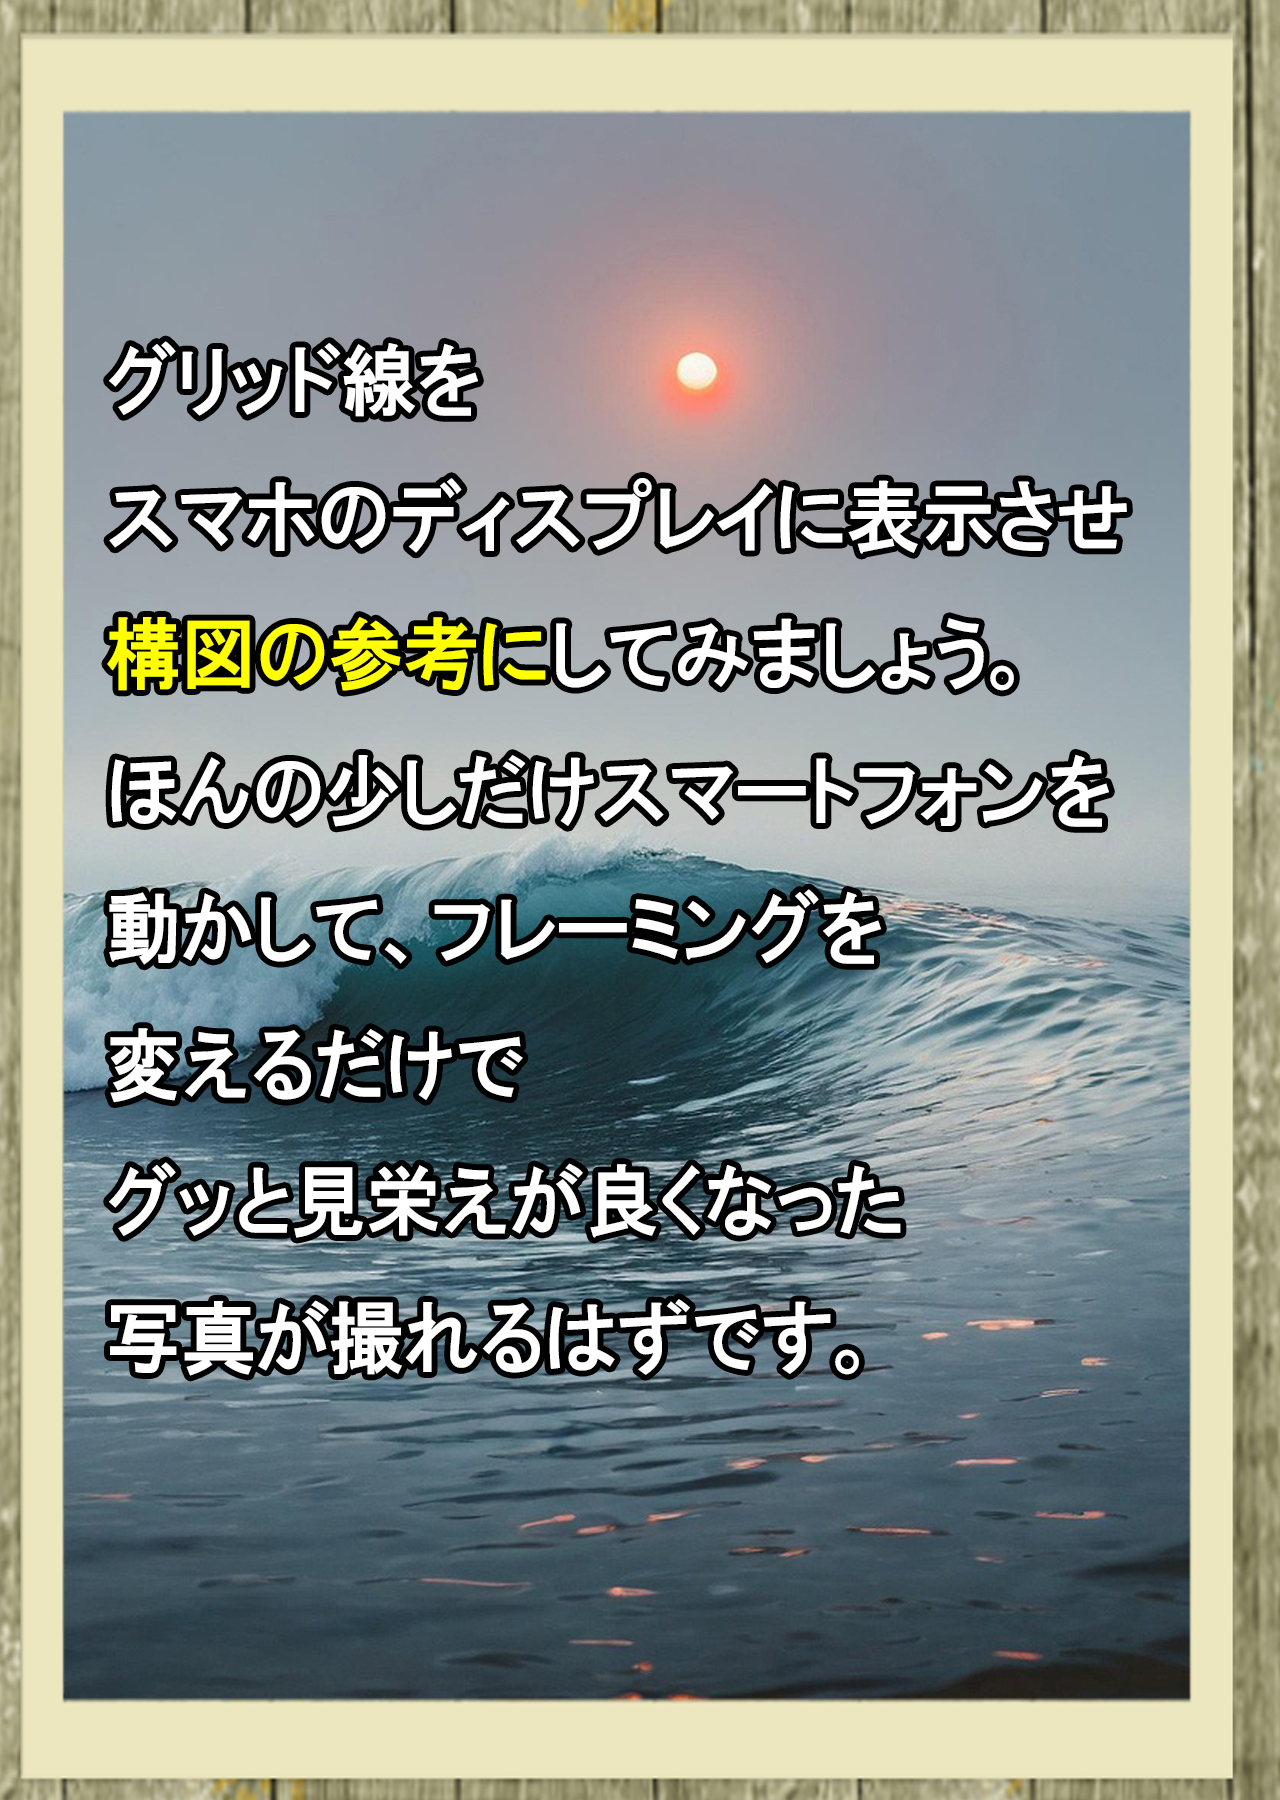 グリッド線を
スマホのディスプレイに表示させ
構図の参考にしてみましょう。
ほんの少しだけスマートフォンを
動かして、フレーミングを
変えるだけで
グッと見栄えが良くなった
写真が撮れるはずです。